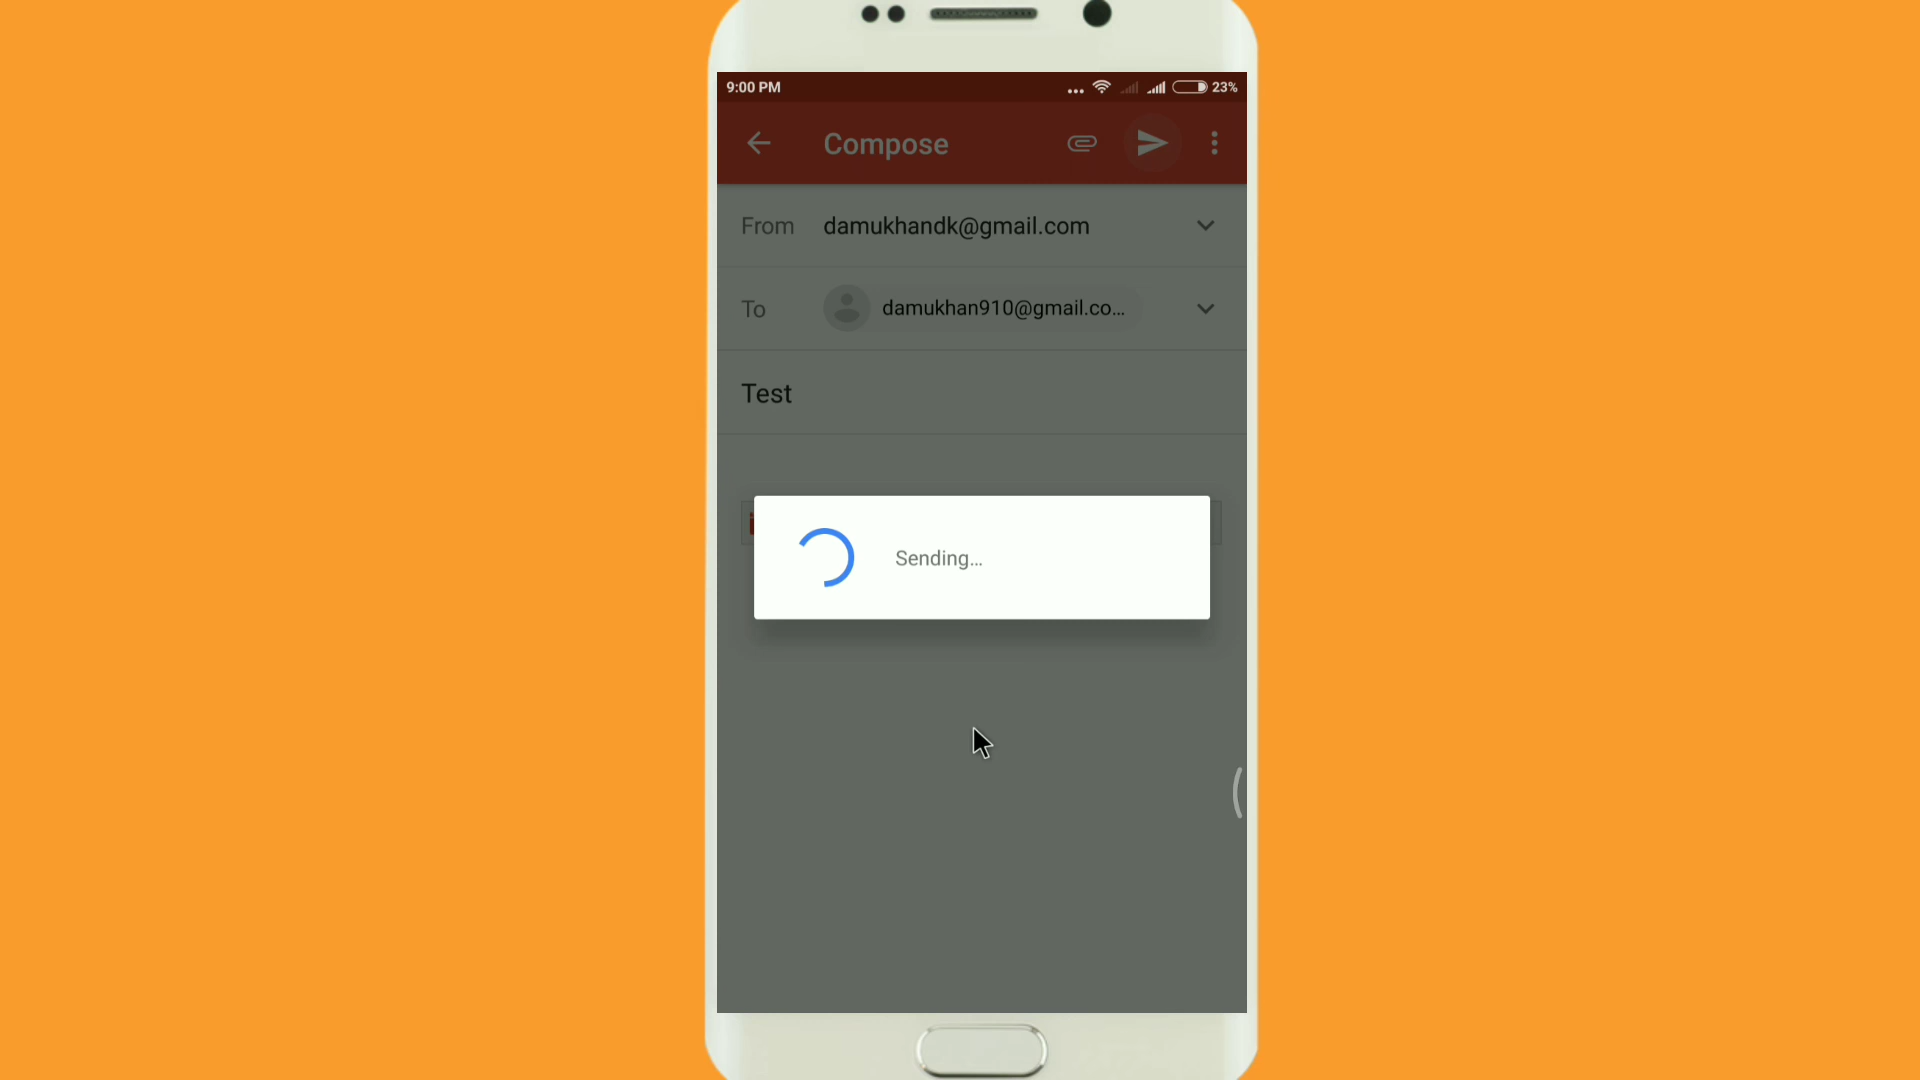 9:00 PM 23%
Compose
From damukhandk@gmail.com
To damukhan910@gmail.co...
Test
Sending...